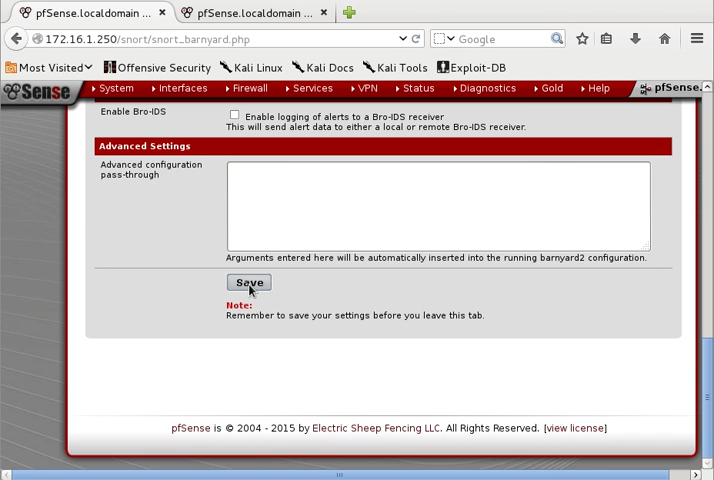 pfSense.localdomain ...
pfSense.localdomain ...
172.16.1.250/snort/snort_barnyard.php
Google
Most Visited
Offensive Security
Kali Linux
Kali Docs
Kali Tools
Exploit-DB
Sense
System
Interfaces
Firewall
Services
VPN
Status
Diagnostics
Gold
Help
pfSense.
Enable Bro-IDS
Enable logging of alerts to a Bro-IDS receiver
This will send alert data to either a local or remote Bro-IDS receiver.
Advanced Settings
Advanced configuration
pass-through
Arguments entered here will be automatically inserted into the running barnyard2 configuration.
Save
Note:
Remember to save your settings before you leave this tab.
pfSense is © 2004 - 2015 by Electric Sheep Fencing LLC. All Rights Reserved. [view license]